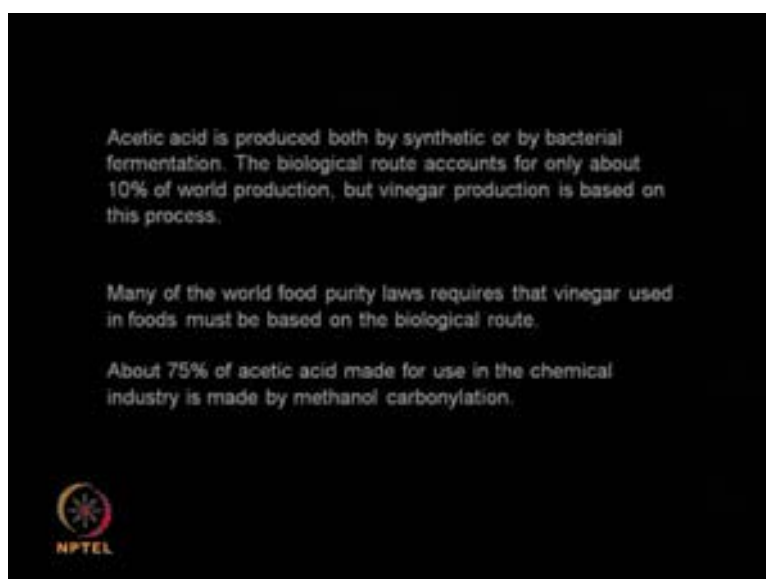 Acetic acid is produced both by synthetic or by bacterial
fermentation. The biological route accounts for only about
10% of world production, but vinegar production is based on
this process.
Many of the world food purity laws requires that vinegar used
in foods must be based on the biological route.
About 75% of acetic acid made for use in the chemical
industry is made by methanol carbonylation.
NPTEL